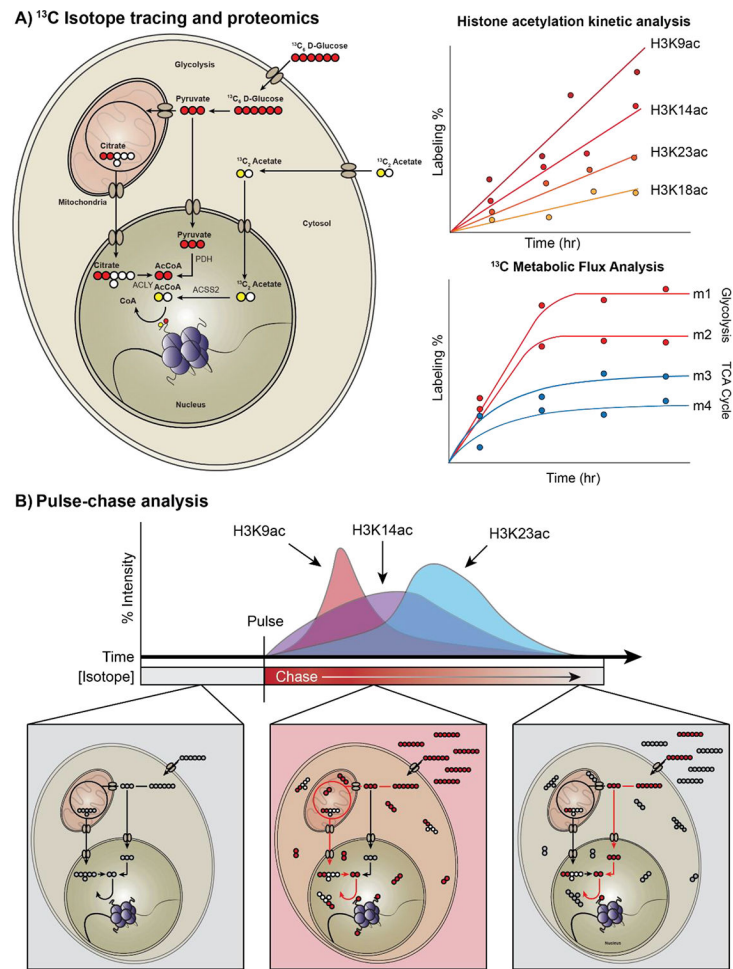 A) ¹³C Isotope tracing and proteomics
¹³C₆ D-Glucose
Glycolysis
Pyruvate
¹³C₆ D-Glucose
Citrate
¹³C₂ Acetate
¹³C₂ Acetate
Mitochondria
Cytosol
Pyruvate
PDH
Citrate
AcCoA
ACLY
AcCoA
ACSS2
¹³C₂ Acetate
CoA
Nucleus
Histone acetylation kinetic analysis
Labeling %
H3K9ac
H3K14ac
H3K23ac
H3K18ac
Time (hr)
¹³C Metabolic Flux Analysis
Labeling %
m1
m2
m3
m4
Glycolysis
TCA Cycle
Time (hr)
B) Pulse-chase analysis
H3K9ac
H3K14ac
H3K23ac
% Intensity
Pulse
Time
[Isotope]
Chase
Nucleus